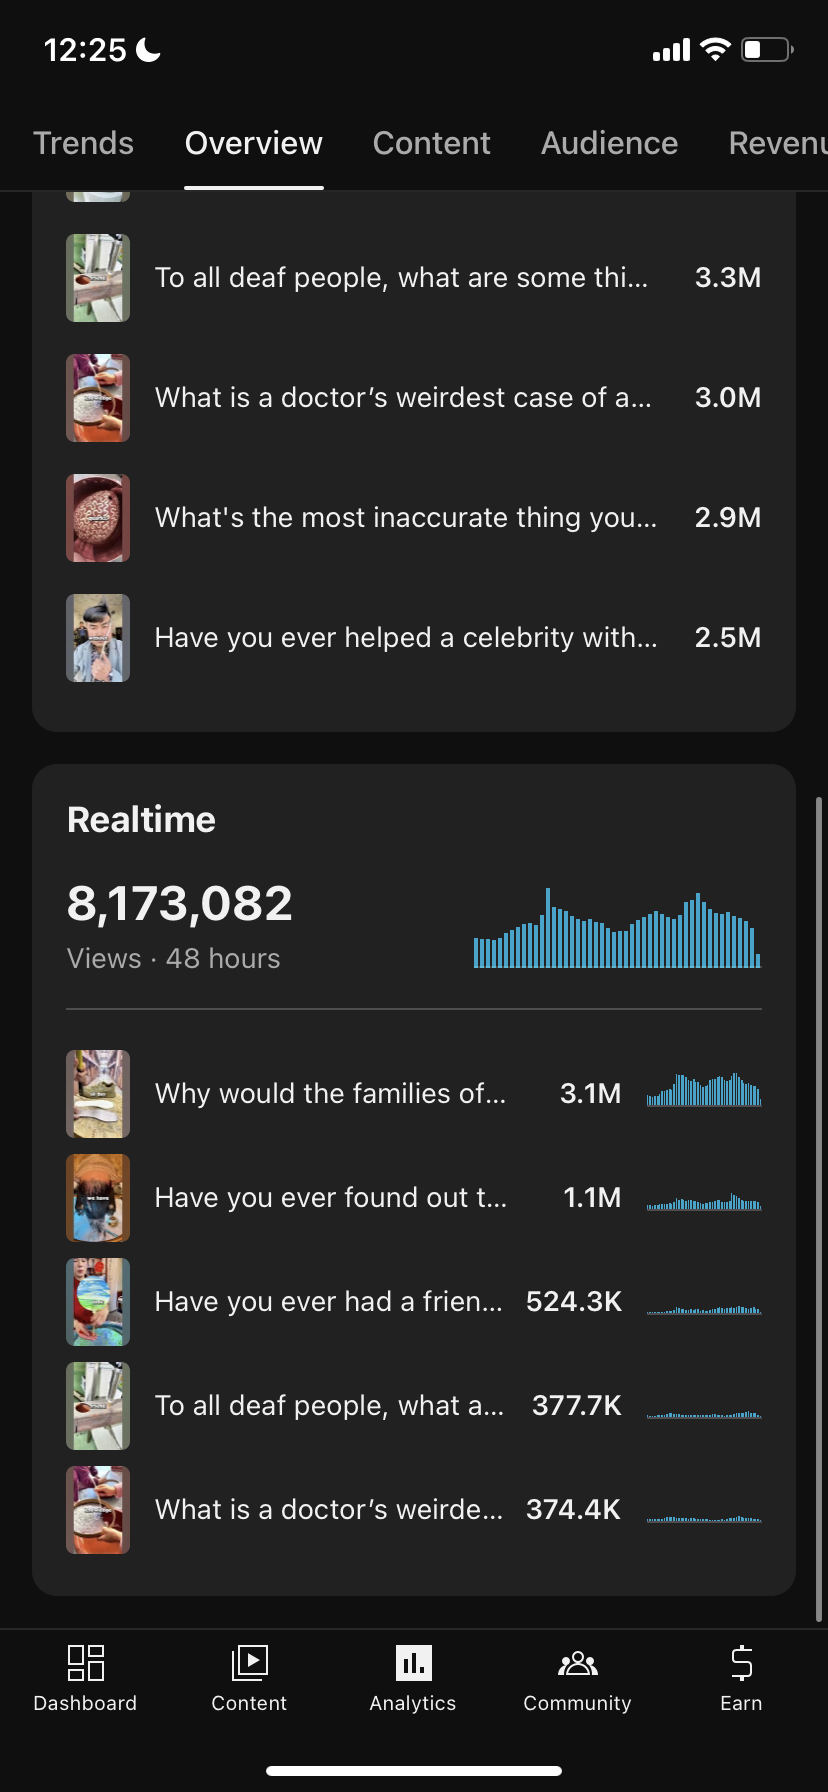 12:25
Trends Overview Content Audience Revenu
To all deaf people, what are some thi... 3.3M
What is a doctor’s weirdest case of a... 3.0M
What's the most inaccurate thing you... 2.9M
Have you ever helped a celebrity with... 2.5M
Realtime
8,173,082
Views · 48 hours
Why would the families of... 3.1M
we have
Have you ever found out t... 1.1M
Have you ever had a frien... 524.3K
To all deaf people, what a... 377.7K
What is a doctor’s weirde... 374.4K
Dashboard Content Analytics Community Earn